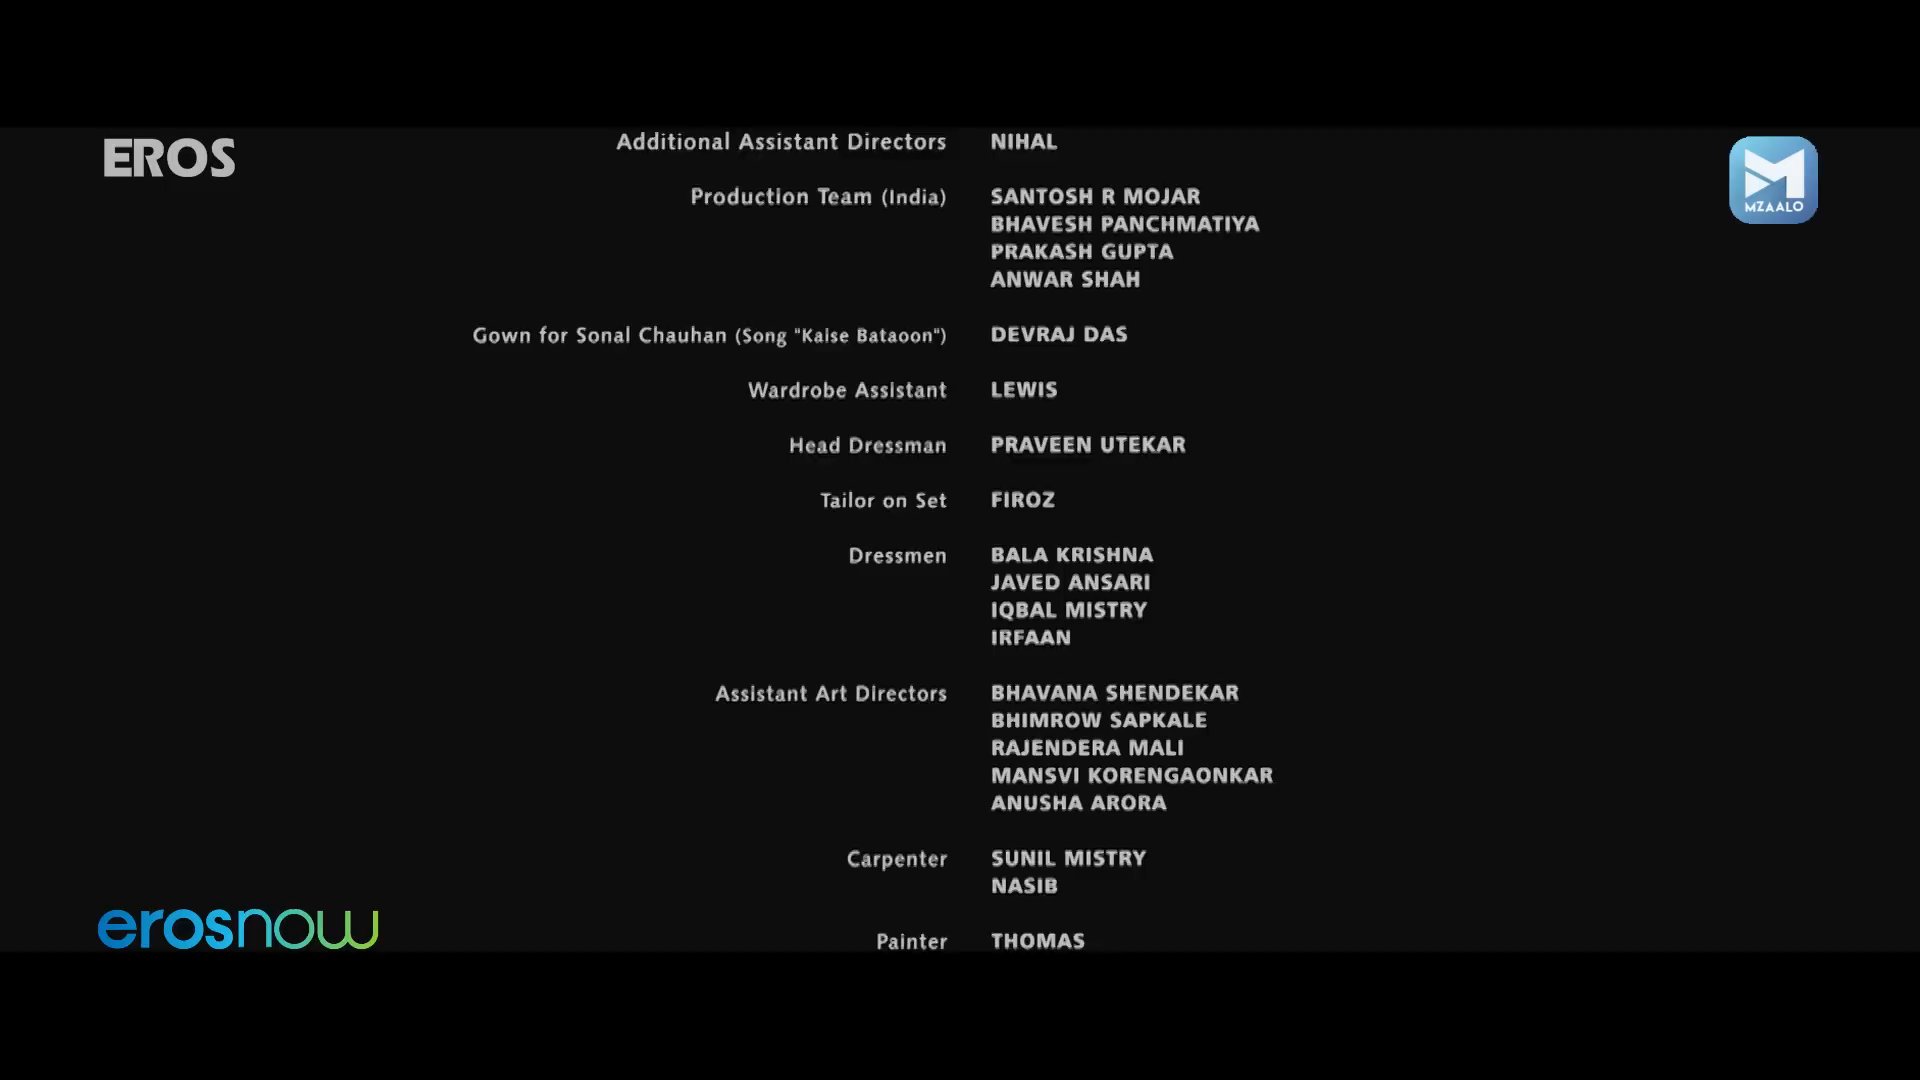 EROS
MZAALO
Additional Assistant Directors NIHAL
Production Team (India) SANTOSH R MOJAR
BHAVESH PANCHMATIYA
PRAKASH GUPTA
ANWAR SHAH
Gown for Sonal Chauhan (Song "Kaise Bataoon") DEVRAJ DAS
Wardrobe Assistant LEWIS
Head Dressman PRAVEEN UTEKAR
Tailor on Set FIROZ
Dressmen BALA KRISHNA
JAVED ANSARI
IQBAL MISTRY
IRFAAN
Assistant Art Directors BHAVANA SHENDEKAR
BHIMROW SAPKALE
RAJENDERA MALI
MANSVI KORENGAONKAR
ANUSHA ARORA
Carpenter SUNIL MISTRY
NASIB
Painter THOMAS
erosnow